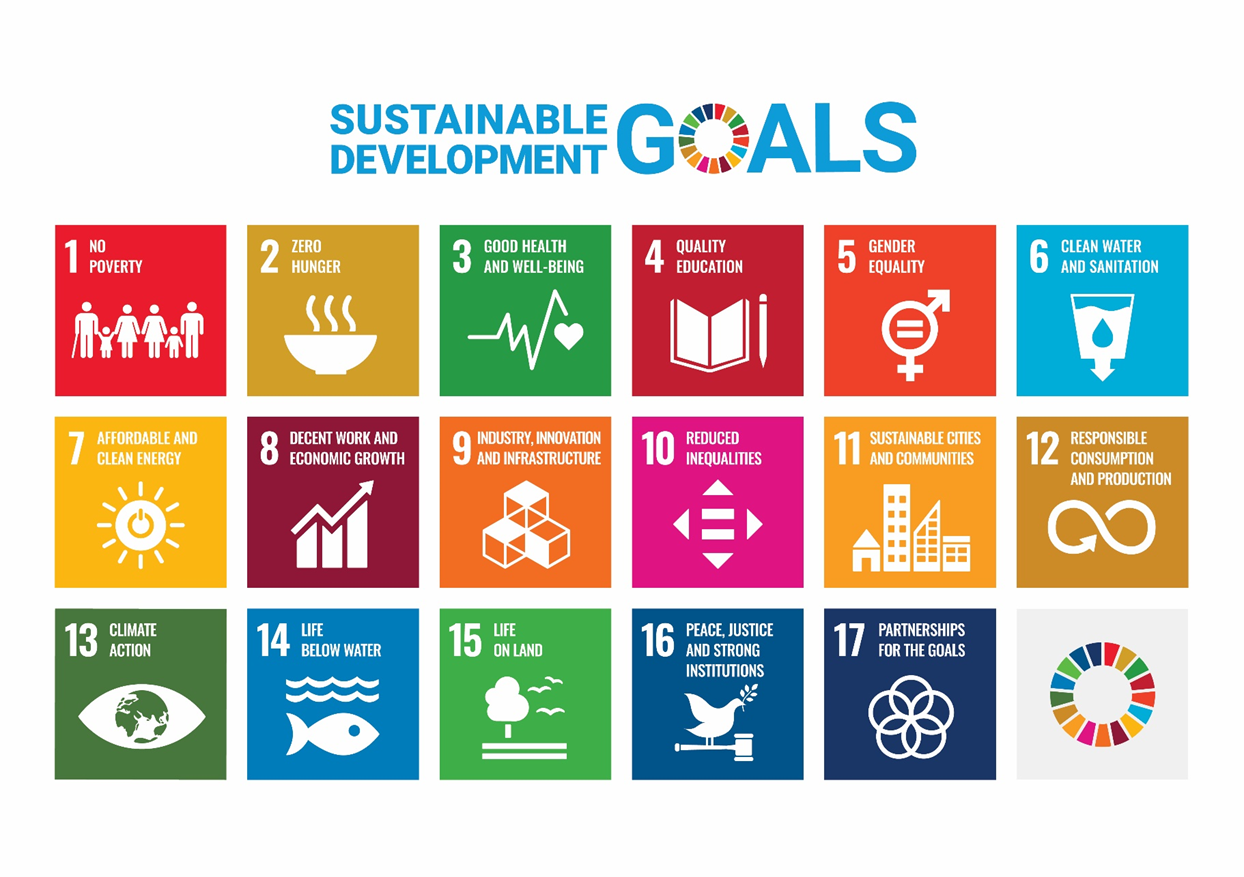 SUSTAINABLE
DEVELOPMENT
GOALS
1 NO
POVERTY
2 ZERO
HUNGER
3 GOOD HEALTH
AND WELL-BEING
4 QUALITY
EDUCATION
5 GENDER
EQUALITY
6 CLEAN WATER
AND SANITATION
7 AFFORDABLE AND
CLEAN ENERGY
8 DECENT WORK AND
ECONOMIC GROWTH
9 INDUSTRY, INNOVATION
AND INFRASTRUCTURE
10 REDUCED
INEQUALITIES
11 SUSTAINABLE CITIES
AND COMMUNITIES
12 RESPONSIBLE
CONSUMPTION
AND PRODUCTION
13 CLIMATE
ACTION
14 LIFE
BELOW WATER
15 LIFE
ON LAND
16 PEACE, JUSTICE
AND STRONG
INSTITUTIONS
17 PARTNERSHIPS
FOR THE GOALS